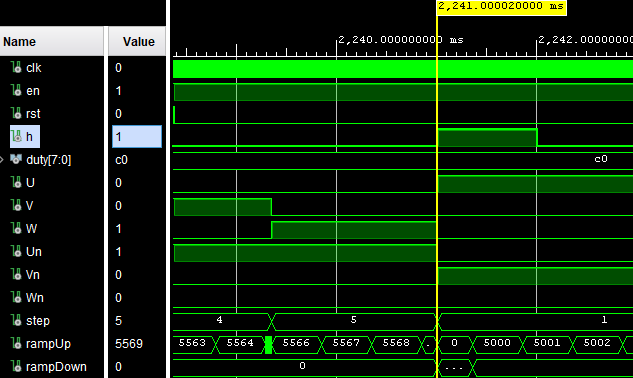 2,241.000020000 ms
Name Value 2,240.000000000 ms 2,242.0000
clk 0
en 1
rst 0
h 1
duty[7:0] c0 c0
U 0
V 0
W 1
Un 1
Vn 0
Wn 0
step 5 4 5 1
rampUp 5569 5563 5564 5566 5567 5568 . 0 5000 5001 5002
rampDown 0 0 ...